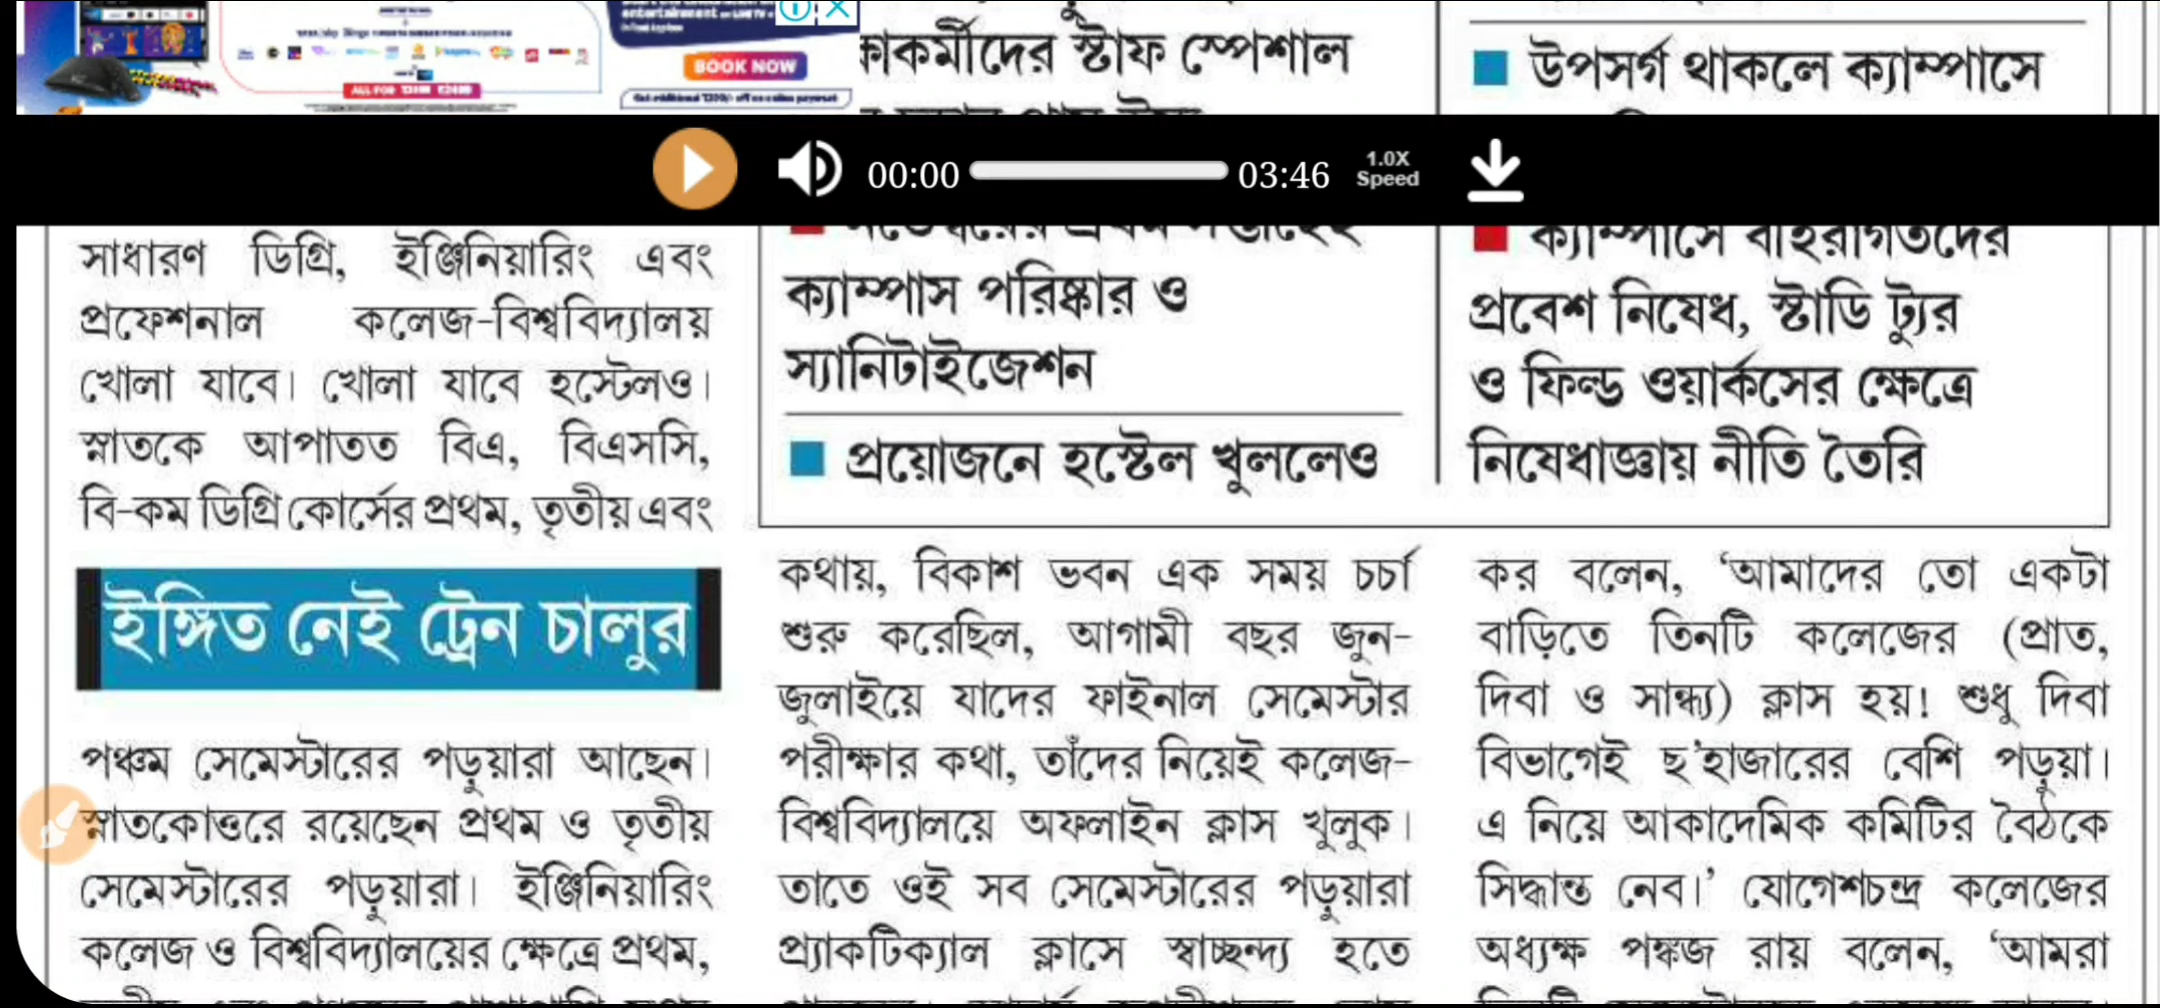 BOOK NOW
কাকর্মীদের স্টাফ স্পেশাল
উপসর্গ থাকলে ক্যাম্পাসে
00:00
03:46
1.0X
Speed
সাধারণ ডিগ্রি, ইঞ্জিনিয়ারিং এবং
প্রফেশনাল কলেজ-বিশ্ববিদ্যালয়
খোলা যাবে। খোলা যাবে হস্টেলও।
স্নাতকে আপাতত বিএ, বিএসসি,
বি-কম ডিগ্রি কোর্সের প্রথম, তৃতীয় এবং
ইঙ্গিত নেই ট্রেন চালুর
পঞ্চম সেমেস্টারের পড়ুয়ারা আছেন।
স্নাতকোত্তরে রয়েছেন প্রথম ও তৃতীয়
সেমেস্টারের পড়ুয়ারা। ইঞ্জিনিয়ারিং
কলেজ ও বিশ্ববিদ্যালয়ের ক্ষেত্রে প্রথম,
ক্যাম্পাস পরিষ্কার ও
স্যানিটাইজেশন
প্রয়োজনে হস্টেল খুললেও
ক্যাম্পাসে বহিরাগতদের
প্রবেশ নিষেধ, স্টাডি ট্যুর
ও ফিল্ড ওয়ার্কসের ক্ষেত্রে
নিষেধাজ্ঞায় নীতি তৈরি
কথায়, বিকাশ ভবন এক সময় চর্চা
শুরু করেছিল, আগামী বছর জুন-
জুলাইয়ে যাদের ফাইনাল সেমেস্টার
পরীক্ষার কথা, তাঁদের নিয়েই কলেজ-
বিশ্ববিদ্যালয়ে অফলাইন ক্লাস খুলুক।
তাতে ওই সব সেমেস্টারের পড়ুয়ারা
প্র্যাকটিক্যাল ক্লাসে স্বাচ্ছন্দ্য হতে
কর বলেন, ‘আমাদের তো একটা
বাড়িতে তিনটি কলেজের (প্রাত,
দিবা ও সান্ধ্য) ক্লাস হয়! শুধু দিবা
বিভাগেই ছ'হাজারের বেশি পড়ুয়া।
এ নিয়ে আকাদেমিক কমিটির বৈঠকে
সিদ্ধান্ত নেব।’ যোগেশচন্দ্র কলেজের
অধ্যক্ষ পঙ্কজ রায় বলেন, ‘আমরা